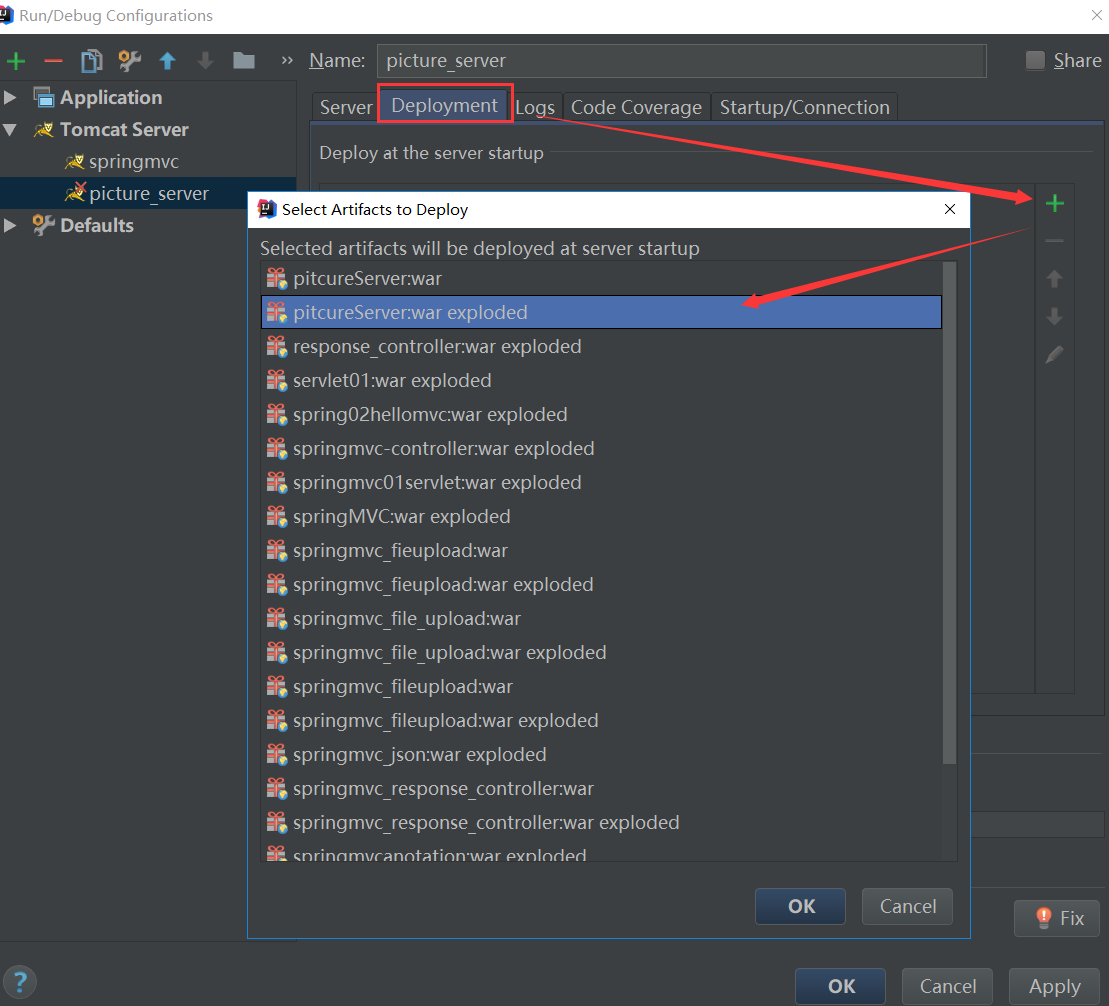 Run/Debug Configurations
Name: picture_server Share
Application
Tomcat Server
springmvc
picture_server
Defaults
Server Deployment Logs Code Coverage Startup/Connection
Deploy at the server startup
Select Artifacts to Deploy
Selected artifacts will be deployed at server startup
pitcureServer:war
pitcureServer:war exploded
response_controller:war exploded
servlet01:war exploded
spring02hellomvc:war exploded
springmvc-controller:war exploded
springmvc01servlet:war exploded
springMVC:war exploded
springmvc_fieupload:war
springmvc_fieupload:war exploded
springmvc_file_upload:war
springmvc_file_upload:war exploded
springmvc_fileupload:war
springmvc_fileupload:war exploded
springmvc_json:war exploded
springmvc_response_controller:war
springmvc_response_controller:war exploded
springmvcanotation:war exploded
OK Cancel
Fix
? OK Cancel Apply